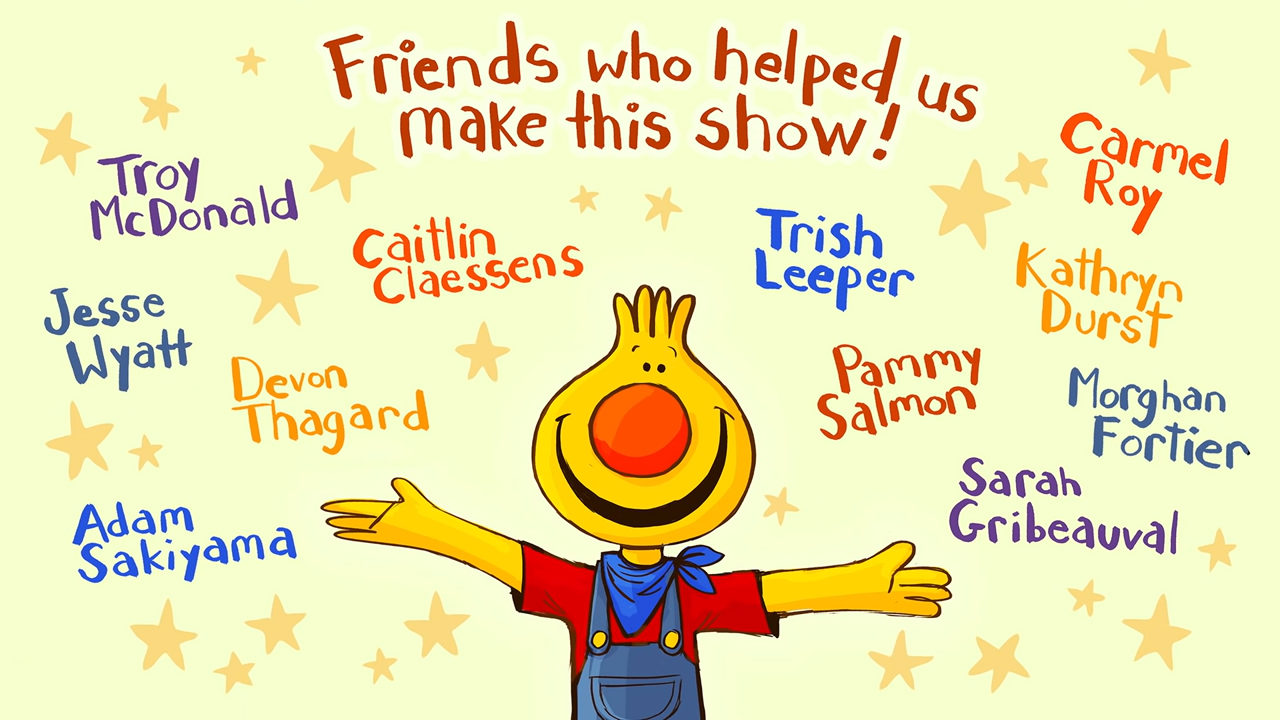 Friends who helped us
make this show!
Troy
McDonald
Caitlin
Claessens
Trish
Leeper
Carmel
Roy
Jesse
Wyatt
Devon
Thagard
Pammy
Salmon
Kathryn
Durst
Morghan
Fortier
Adam
Sakiyama
Sarah
Gribeauval